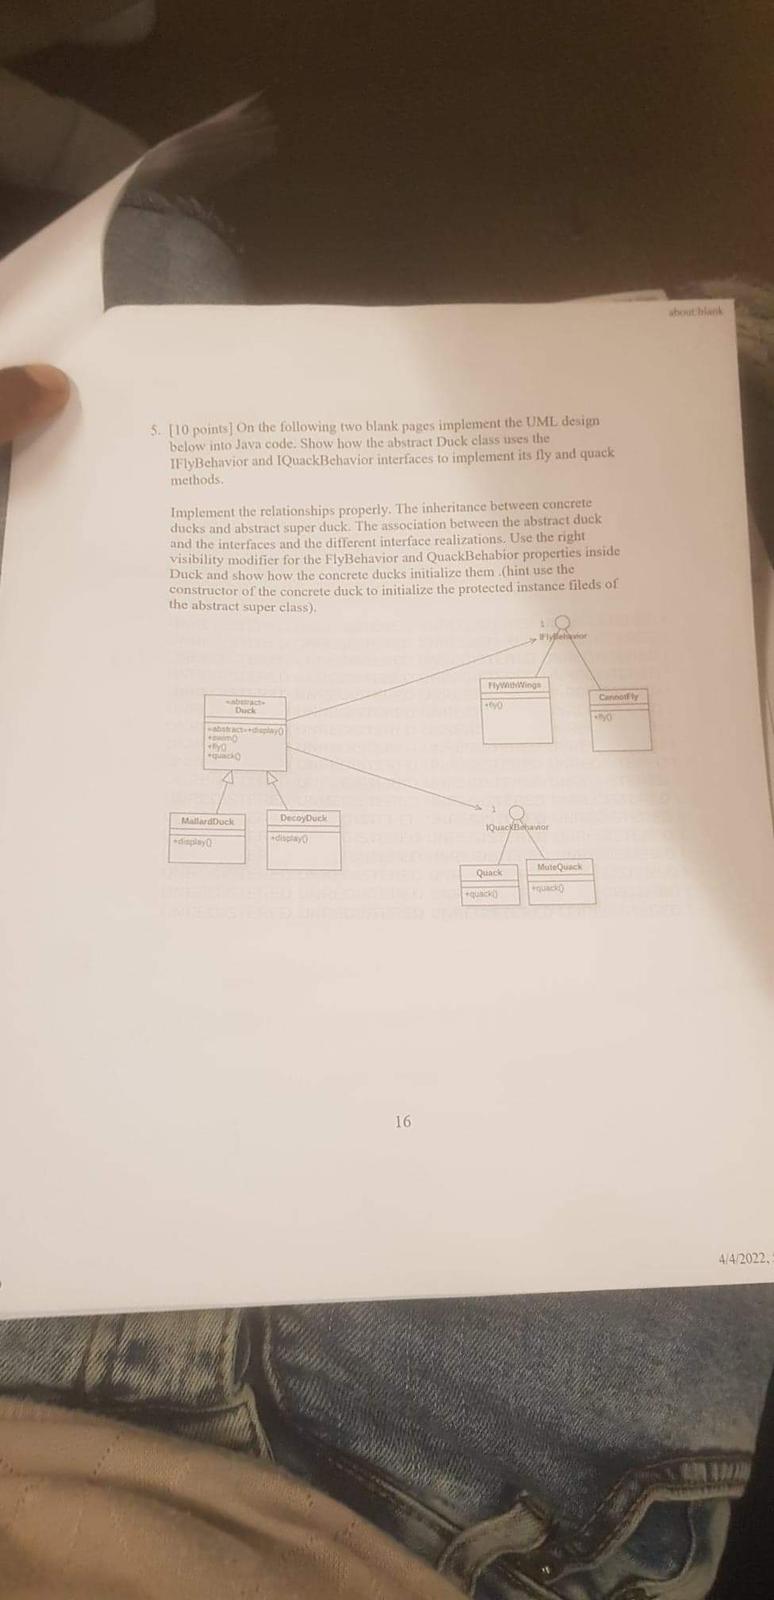 about:blank
5. [10 points] On the following two blank pages implement the UML design
below into Java code. Show how the abstract Duck class uses the
IFlyBehavior and IQuackBehavior interfaces to implement its fly and quack
methods.
Implement the relationships properly. The inheritance between concrete
ducks and abstract super duck. The association between the abstract duck
and the interfaces and the different interface realizations. Use the right
visibility modifier for the FlyBehavior and QuackBehabior properties inside
Duck and show how the concrete ducks initialize them .(hint use the
constructor of the concrete duck to initialize the protected instance fileds of
the abstract super class).
1
IFlyBehavior
FlyWithWings
+fly()
CannotFly
+fly()
«abstract»
Duck
«abstract»+display()
+swim()
+fly()
+quack()
MallardDuck
+display()
DecoyDuck
+display()
1
IQuackBehavior
Quack
+quack()
MuteQuack
+quack()
16
4/4/2022,